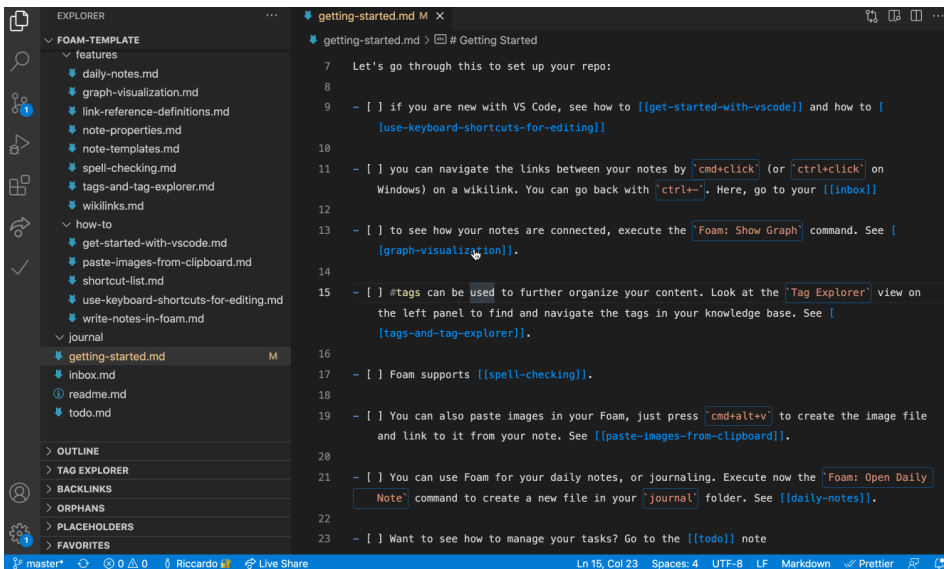 EXPLORER
FOAM-TEMPLATE
features
daily-notes.md
graph-visualization.md
link-reference-definitions.md
note-properties.md
note-templates.md
spell-checking.md
tags-and-tag-explorer.md
wikilinks.md
how-to
get-started-with-vscode.md
paste-images-from-clipboard.md
shortcut-list.md
use-keyboard-shortcuts-for-editing.md
write-notes-in-foam.md
journal
getting-started.md M
inbox.md
readme.md
todo.md
OUTLINE
TAG EXPLORER
BACKLINKS
ORPHANS
PLACEHOLDERS
FAVORITES
1
1
getting-started.md M
getting-started.md > # Getting Started
7 Let's go through this to set up your repo:
8
9 - [ ] if you are new with VS Code, see how to [[get-started-with-vscode]] and how to [
[use-keyboard-shortcuts-for-editing]]
10
11 - [ ] you can navigate the links between your notes by `cmd+click` (or `ctrl+click` on
Windows) on a wikilink. You can go back with `ctrl+-`. Here, go to your [[inbox]]
12
13 - [ ] to see how your notes are connected, execute the `Foam: Show Graph` command. See [
[graph-visualization]].
14
15 - [ ] #tags can be used to further organize your content. Look at the `Tag Explorer` view on
the left panel to find and navigate the tags in your knowledge base. See [
[tags-and-tag-explorer]].
16
17 - [ ] Foam supports [[spell-checking]].
18
19 - [ ] You can also paste images in your Foam, just press `cmd+alt+v` to create the image file
and link to it from your note. See [[paste-images-from-clipboard]].
20
21 - [ ] You can use Foam for your daily notes, or journaling. Execute now the `Foam: Open Daily
Note` command to create a new file in your `journal` folder. See [[daily-notes]].
22
23 - [ ] Want to see how to manage your tasks? Go to the [[todo]] note
master* 0 0 Riccardo Live Share Ln 15, Col 23 Spaces: 4 UTF-8 LF Markdown Prettier